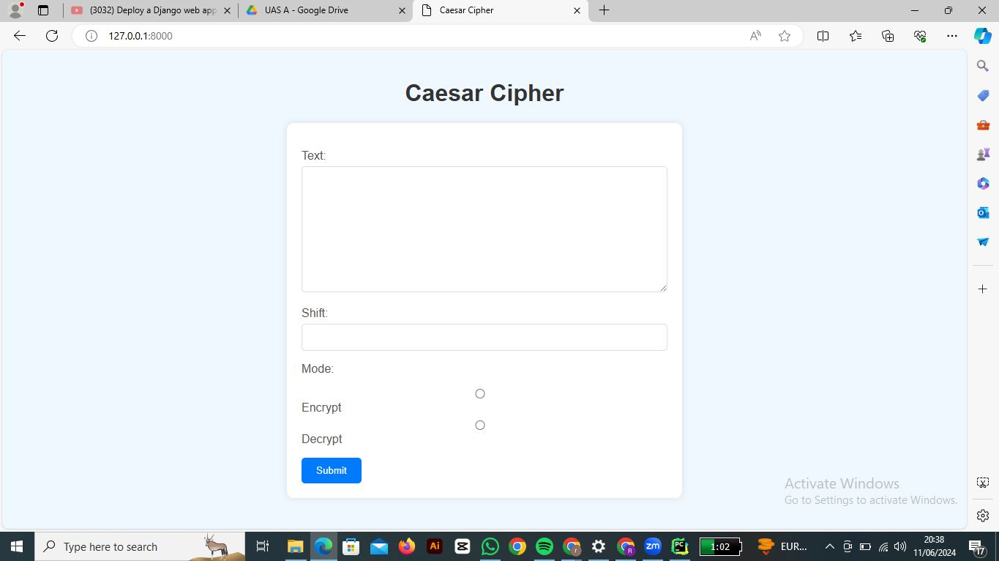 (3032) Deploy a Django web app
UAS A - Google Drive
Caesar Cipher
127.0.0.1:8000
Caesar Cipher
Text:
Shift:
Mode:
Encrypt
Decrypt
Submit
Activate Windows
Go to Settings to activate Windows.
Type here to search
Ai
zm
PC
1:02
EUR...
20:38
11/06/2024
17